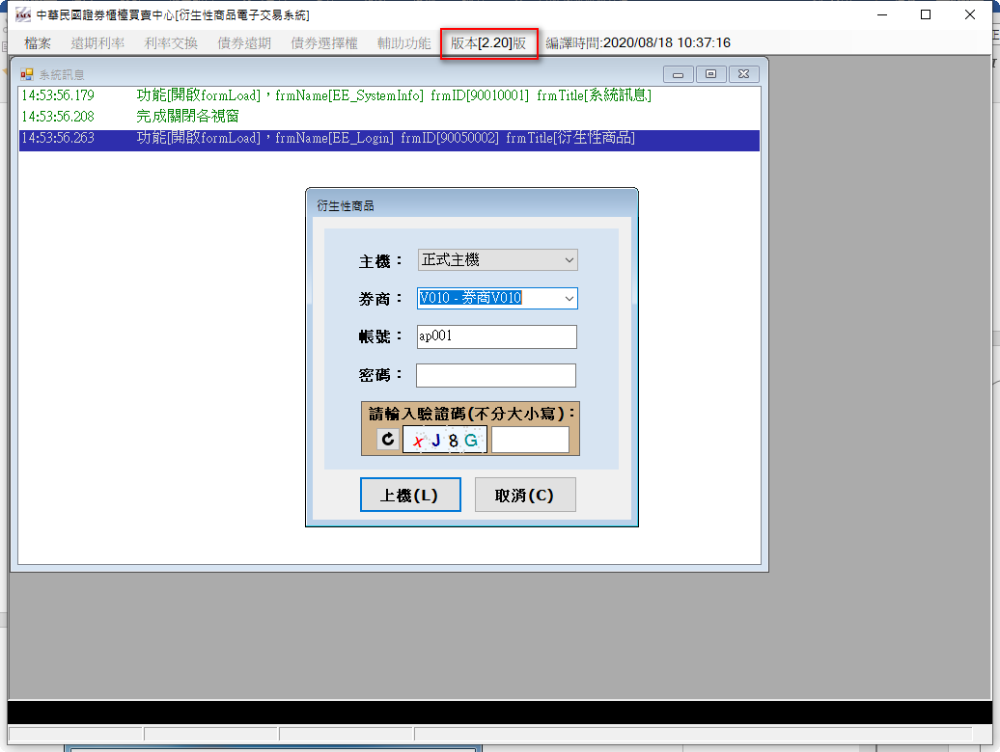 中華民國證券櫃檯買賣中心[衍生性商品電子交易系統]
檔案 遠期利率 利率交換 債券遠期 債券選擇權 輔助功能 版本[2.20]版 編譯時間:2020/08/18 10:37:16
系統訊息
14:53:56.179 功能[開啟formLoad]，frmName[EE_SystemInfo] frmID[90010001] frmTitle[系統訊息]
14:53:56.208 完成關閉各視窗
14:53:56.263 功能[開啟formLoad]，frmName[EE_Login] frmID[90050002] frmTitle[衍生性商品]
衍生性商品
主機： 正式主機
券商： V010 - 券商V010
帳號： ap001
密碼：
請輸入驗證碼(不分大小寫)：
x J 8 G
上機(L) 取消(C)